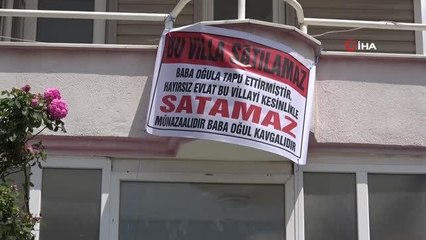 BU VİLLA SATILAMAZ
BABA OĞULA TAPU ETTİRMİŞTİR.
HAYIRSIZ EVLAT BU VİLLAYI KESİNLİKLE
SATAMAZ
MÜNAZAALIDIR BABA OĞUL KAVGALIDIR
İHA